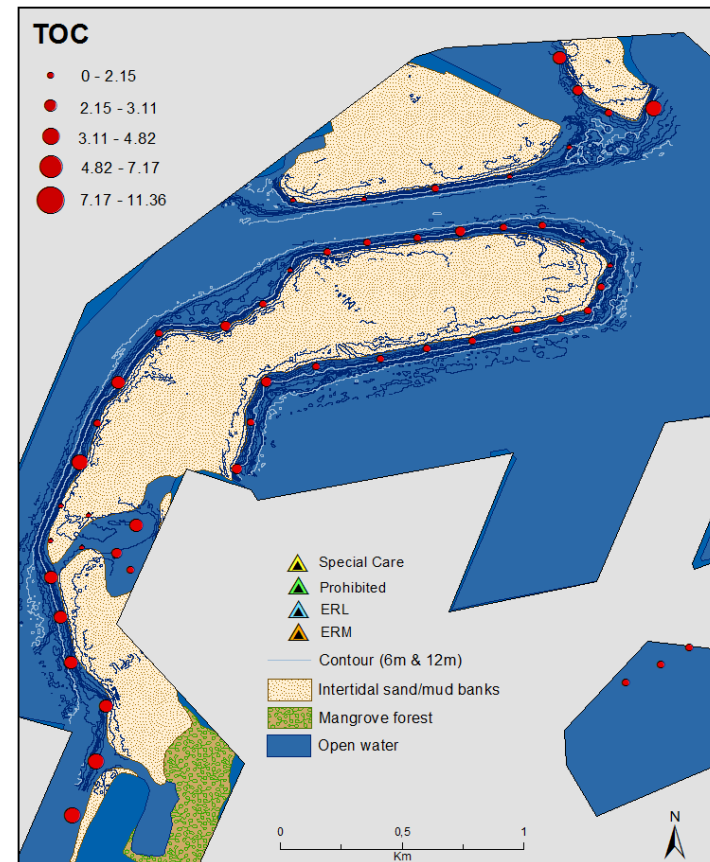 TOC
0 - 2.15
2.15 - 3.11
3.11 - 4.82
4.82 - 7.17
7.17 - 11.36
Special Care
Prohibited
ERL
ERM
Contour (6m & 12m)
Intertidal sand/mud banks
Mangrove forest
Open water
0 0,5 1
Km
N